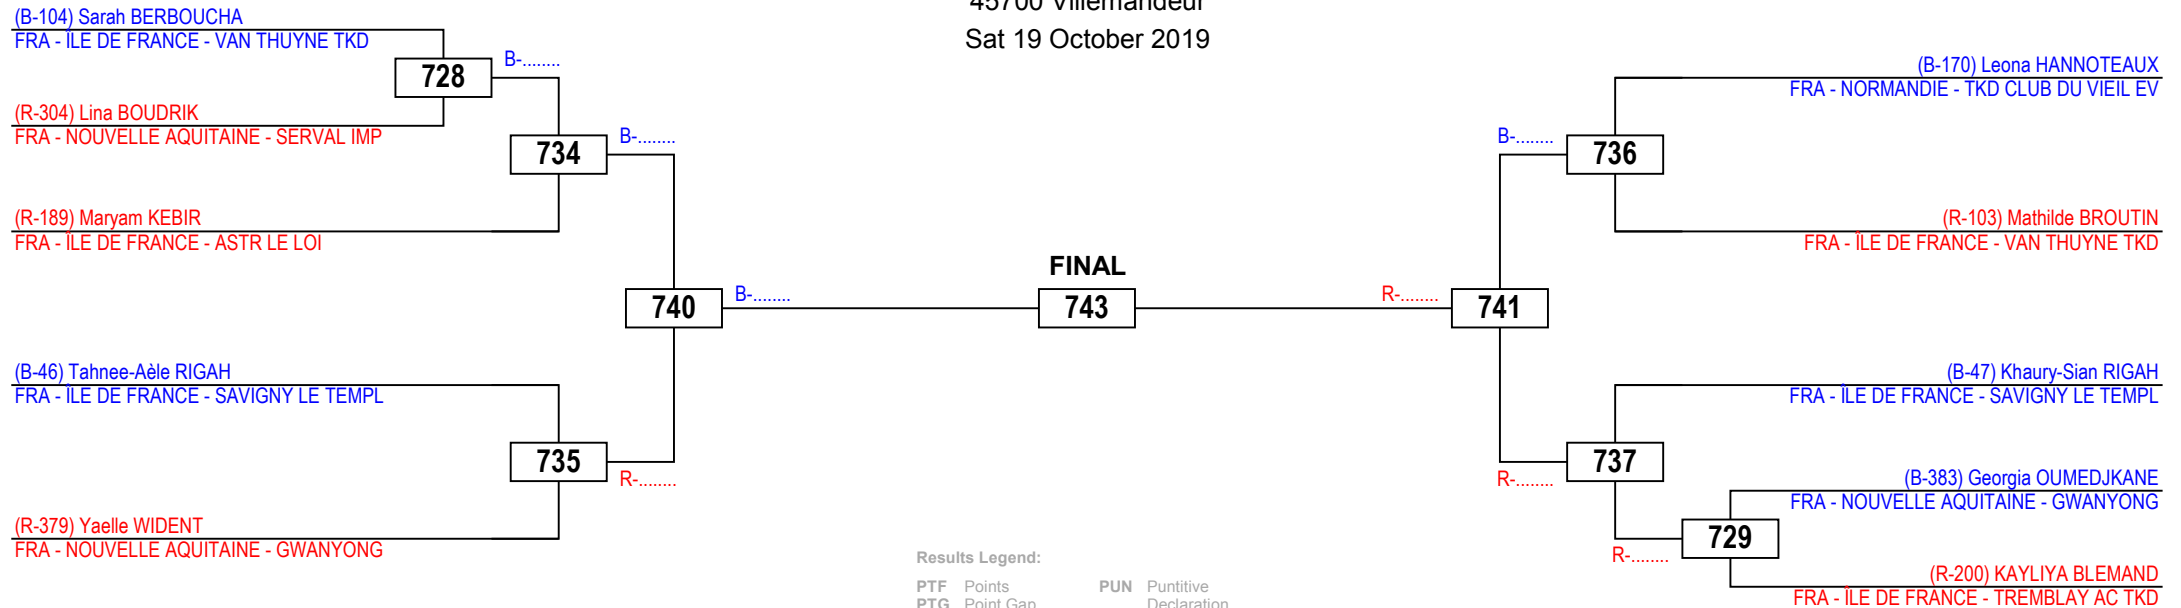 45700 Villemandeur
Sat 19 October 2019
(B-104) Sarah BERBOUCHA
FRA - ÎLE DE FRANCE - VAN THUYNE TKD
728
B-........
(R-304) Lina BOUDRIK
FRA - NOUVELLE AQUITAINE - SERVAL IMP
734
B-........
(R-189) Maryam KEBIR
FRA - ÎLE DE FRANCE - ASTR LE LOI
740
B-........
(B-46) Tahnee-Aèle RIGAH
FRA - ÎLE DE FRANCE - SAVIGNY LE TEMPL
735
R-........
(R-379) Yaelle WIDENT
FRA - NOUVELLE AQUITAINE - GWANYONG
FINAL
743
(B-170) Leona HANNOTEAUX
FRA - NORMANDIE - TKD CLUB DU VIEIL EV
B-........
736
(R-103) Mathilde BROUTIN
FRA - ÎLE DE FRANCE - VAN THUYNE TKD
R-........
741
(B-47) Khaury-Sian RIGAH
FRA - ÎLE DE FRANCE - SAVIGNY LE TEMPL
R-........
737
(B-383) Georgia OUMEDJKANE
FRA - NOUVELLE AQUITAINE - GWANYONG
R-........
729
(R-200) KAYLIYA BLEMAND
FRA - ÎLE DE FRANCE - TREMBLAY AC TKD
Results Legend:
PTF Points PUN Puntitive
PTG Point Gap Declaration